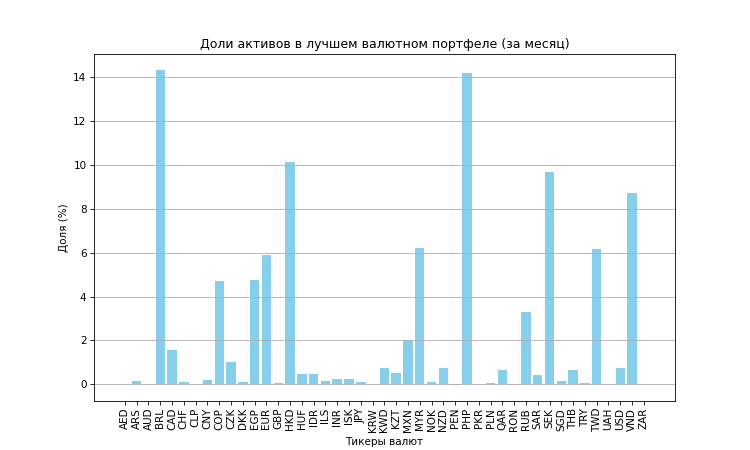 Доли активов в лучшем валютном портфеле (за месяц)
Доля (%)
14
12
10
8
6
4
2
0
AED
ARS
AUD
BRL
CAD
CHF
CLP
CNY
COP
CZK
DKK
EGP
EUR
GBP
HKD
HUF
IDR
ILS
INR
ISK
JPY
KRW
KWD
KZT
MXN
MYR
NOK
NZD
PEN
PHP
PKR
PLN
QAR
RON
RUB
SAR
SEK
SGD
THB
TRY
TWD
UAH
USD
VND
ZAR
Тикеры валют